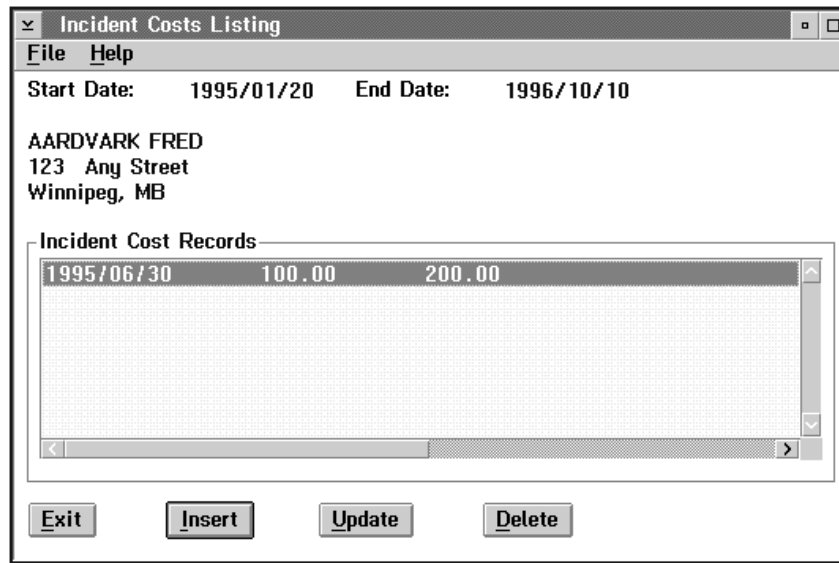 Incident Costs Listing
File Help
Start Date: 1995/01/20 End Date: 1996/10/10
AARDVARK FRED
123 Any Street
Winnipeg, MB
Incident Cost Records
1995/06/30 100.00 200.00
Exit Insert Update Delete